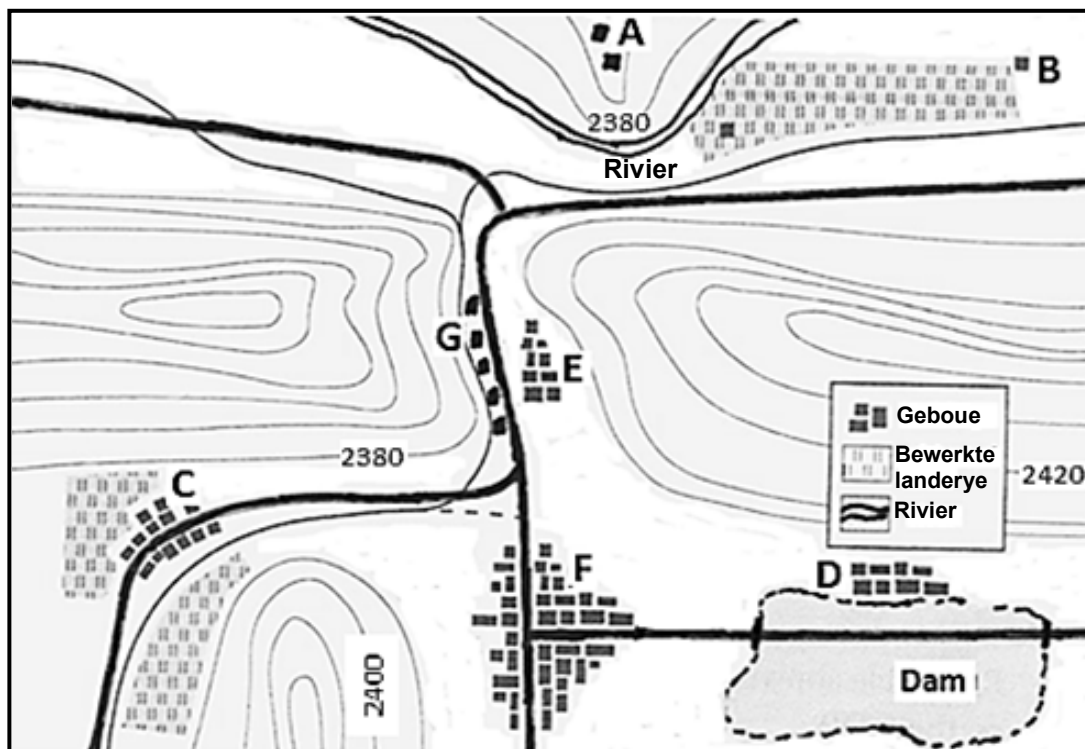 A
B
2380
Rivier
G
E
Geboue
Bewerkte
landerye
Rivier
2380
2420
C
F
D
2400
Dam